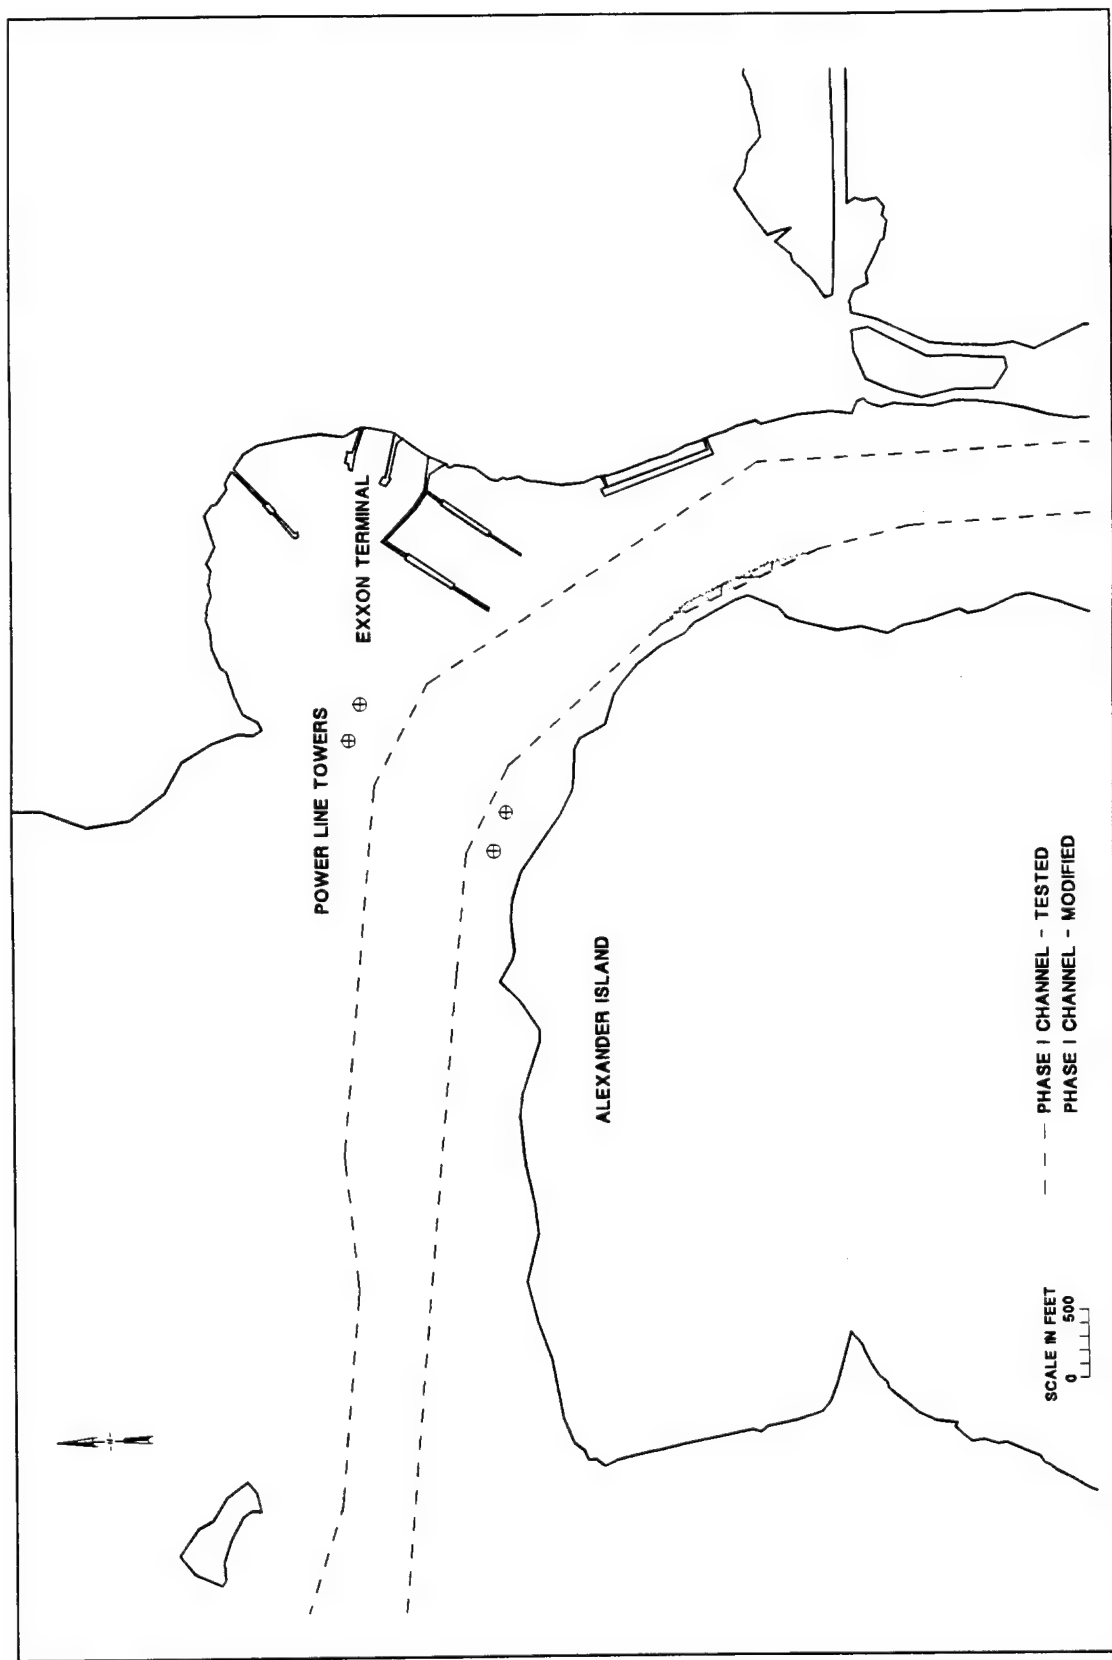 EXXON TERMINAL
POWER LINE TOWERS
ALEXANDER ISLAND
PHASE I CHANNEL - TESTED
PHASE I CHANNEL - MODIFIED
SCALE IN FEET
0 500